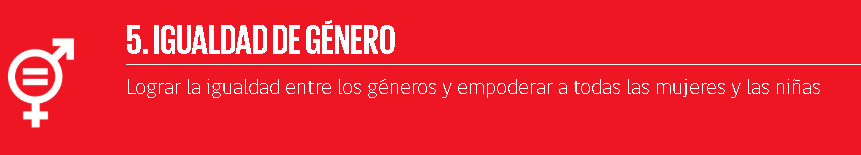 5. IGUALDAD DE GÉNERO
Lograr la igualdad entre los géneros y empoderar a todas las mujeres y las niñas